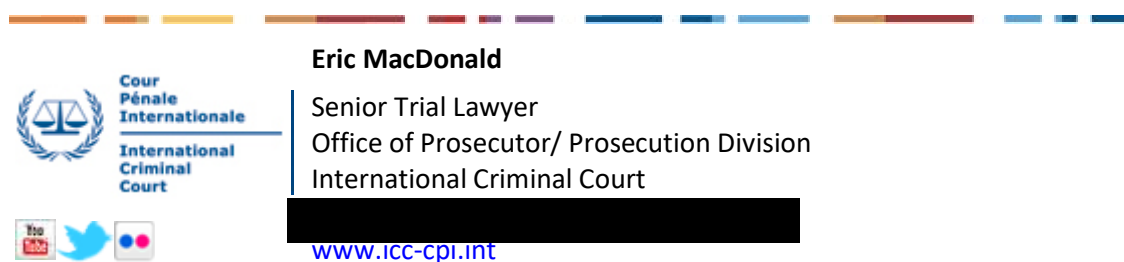 Eric MacDonald
Cour
Pénale
Internationale
International
Criminal
Court
Senior Trial Lawyer
Office of Prosecutor/ Prosecution Division
International Criminal Court
You
Tube
www.icc-cpi.int